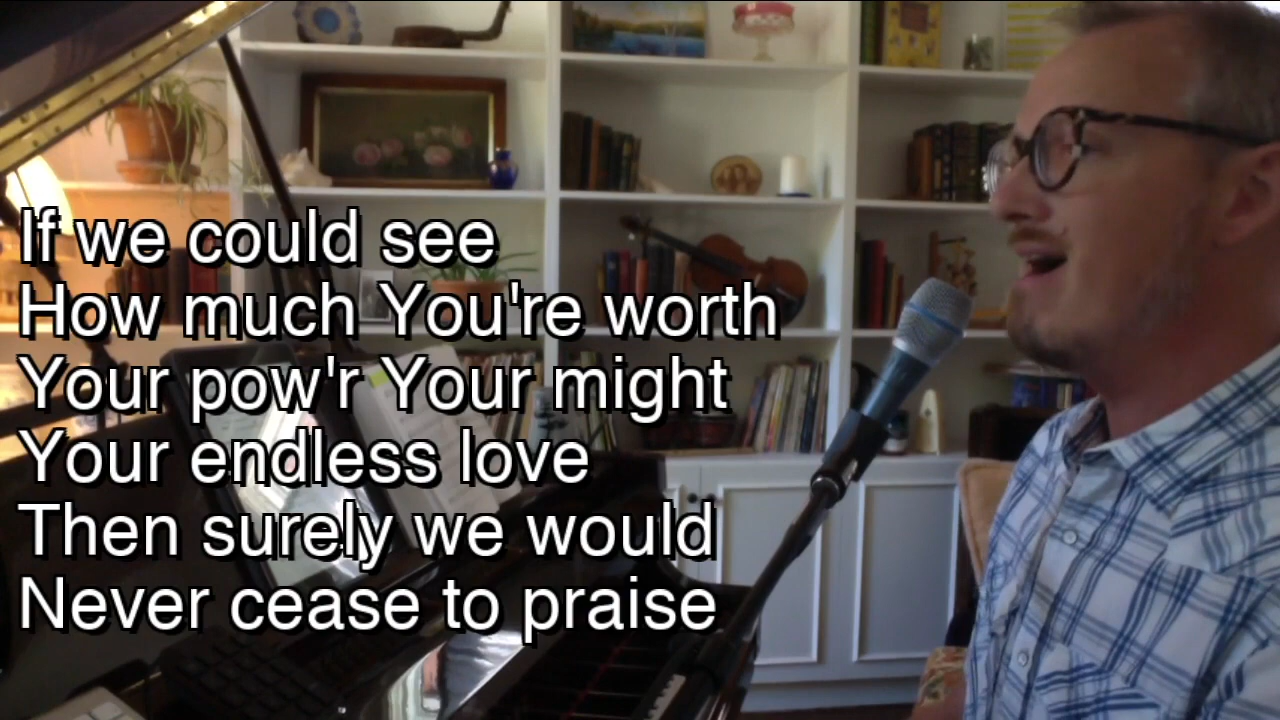 If we could see
How much You're worth
Your pow'r Your might
Your endless love
Then surely we would
Never cease to praise